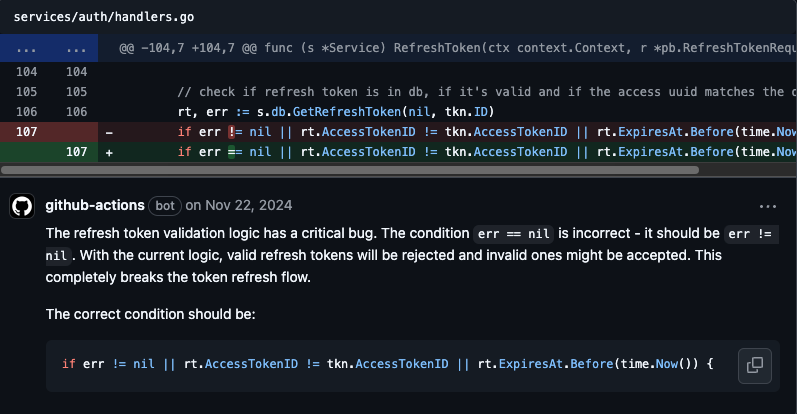 services/auth/handlers.go
... ... @@ -104,7 +104,7 @@ func (s *Service) RefreshToken(ctx context.Context, r *pb.RefreshTokenRequ
104 104
105 105 // check if refresh token is in db, if it's valid and if the access uuid matches the o
106 106 rt, err := s.db.GetRefreshToken(nil, tkn.ID)
107 - if err != nil || rt.AccessTokenID != tkn.AccessTokenID || rt.ExpiresAt.Before(time.Now
107 + if err == nil || rt.AccessTokenID != tkn.AccessTokenID || rt.ExpiresAt.Before(time.Now
github-actions bot on Nov 22, 2024 ...
The refresh token validation logic has a critical bug. The condition err == nil is incorrect - it should be err !=
nil. With the current logic, valid refresh tokens will be rejected and invalid ones might be accepted. This
completely breaks the token refresh flow.
The correct condition should be:
if err != nil || rt.AccessTokenID != tkn.AccessTokenID || rt.ExpiresAt.Before(time.Now()) {